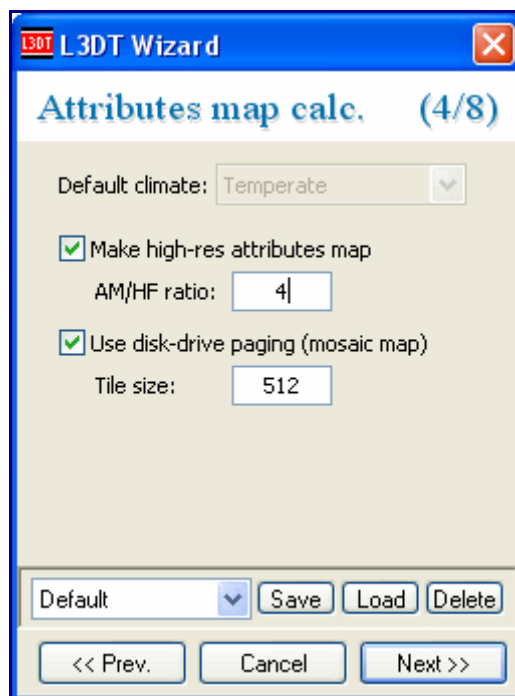 L3DT L3DT Wizard
Attributes map calc. (4/8)
Default climate: Temperate
Make high-res attributes map
AM/HF ratio: 4
Use disk-drive paging (mosaic map)
Tile size: 512
Default Save Load Delete
<< Prev. Cancel Next >>